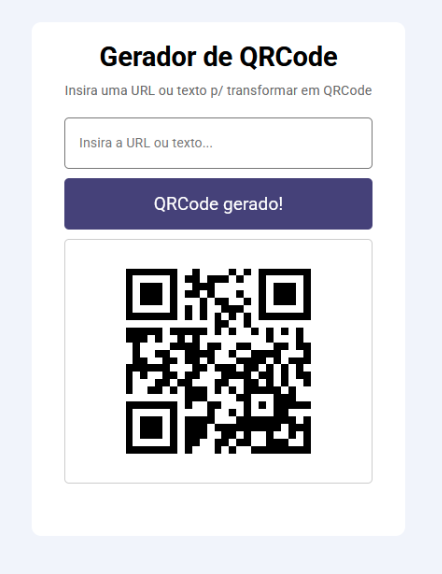 Gerador de QRCode
Insira uma URL ou texto p/ transformar em QRCode
Insira a URL ou texto...
QRCode gerado!